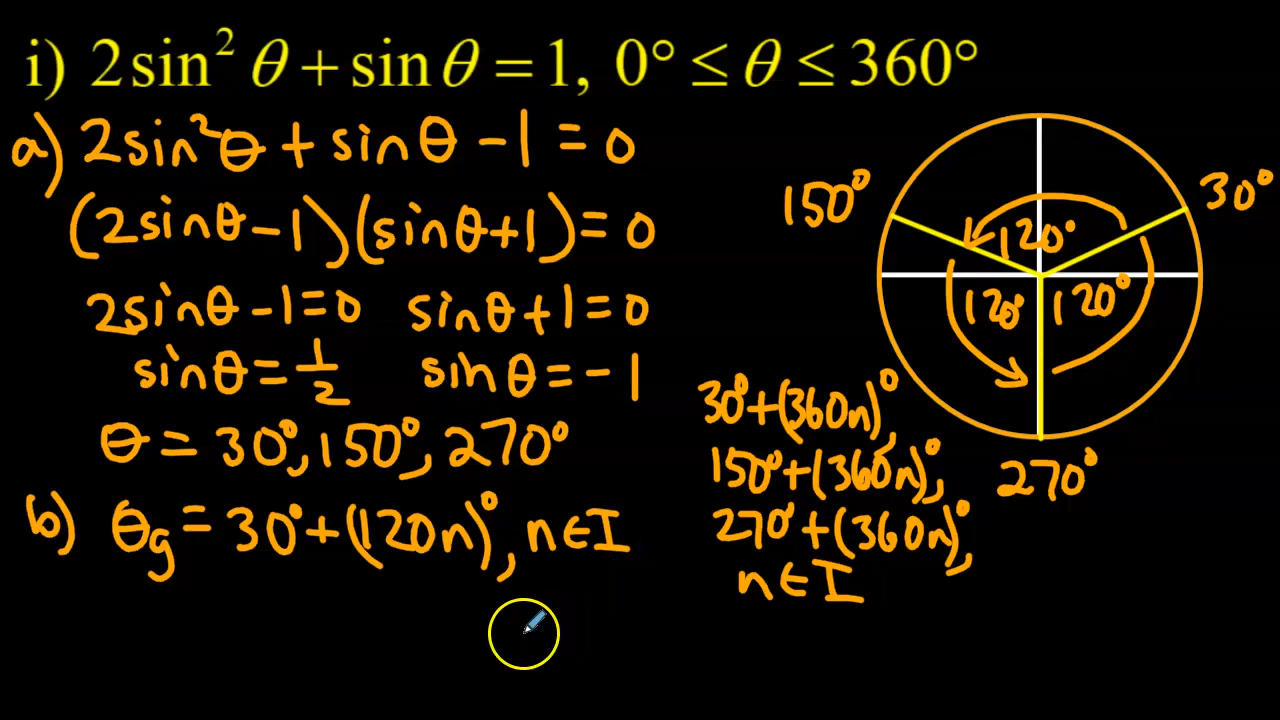 i) 2sin² θ + sin θ = 1, 0° ≤ θ ≤ 360°
a) 2sin²θ + sinθ − 1 = 0
(2sinθ − 1)(sinθ + 1) = 0
2sinθ − 1 = 0 sinθ + 1 = 0
sinθ = 1/2 sinθ = −1
θ = 30°, 150°, 270°
b) θg = 30° + (120n)°, n ∈ I
150°
30°
120°
120°
120°
270°
30° + (360n)°,
150° + (360n)°,
270° + (360n)°,
n ∈ I